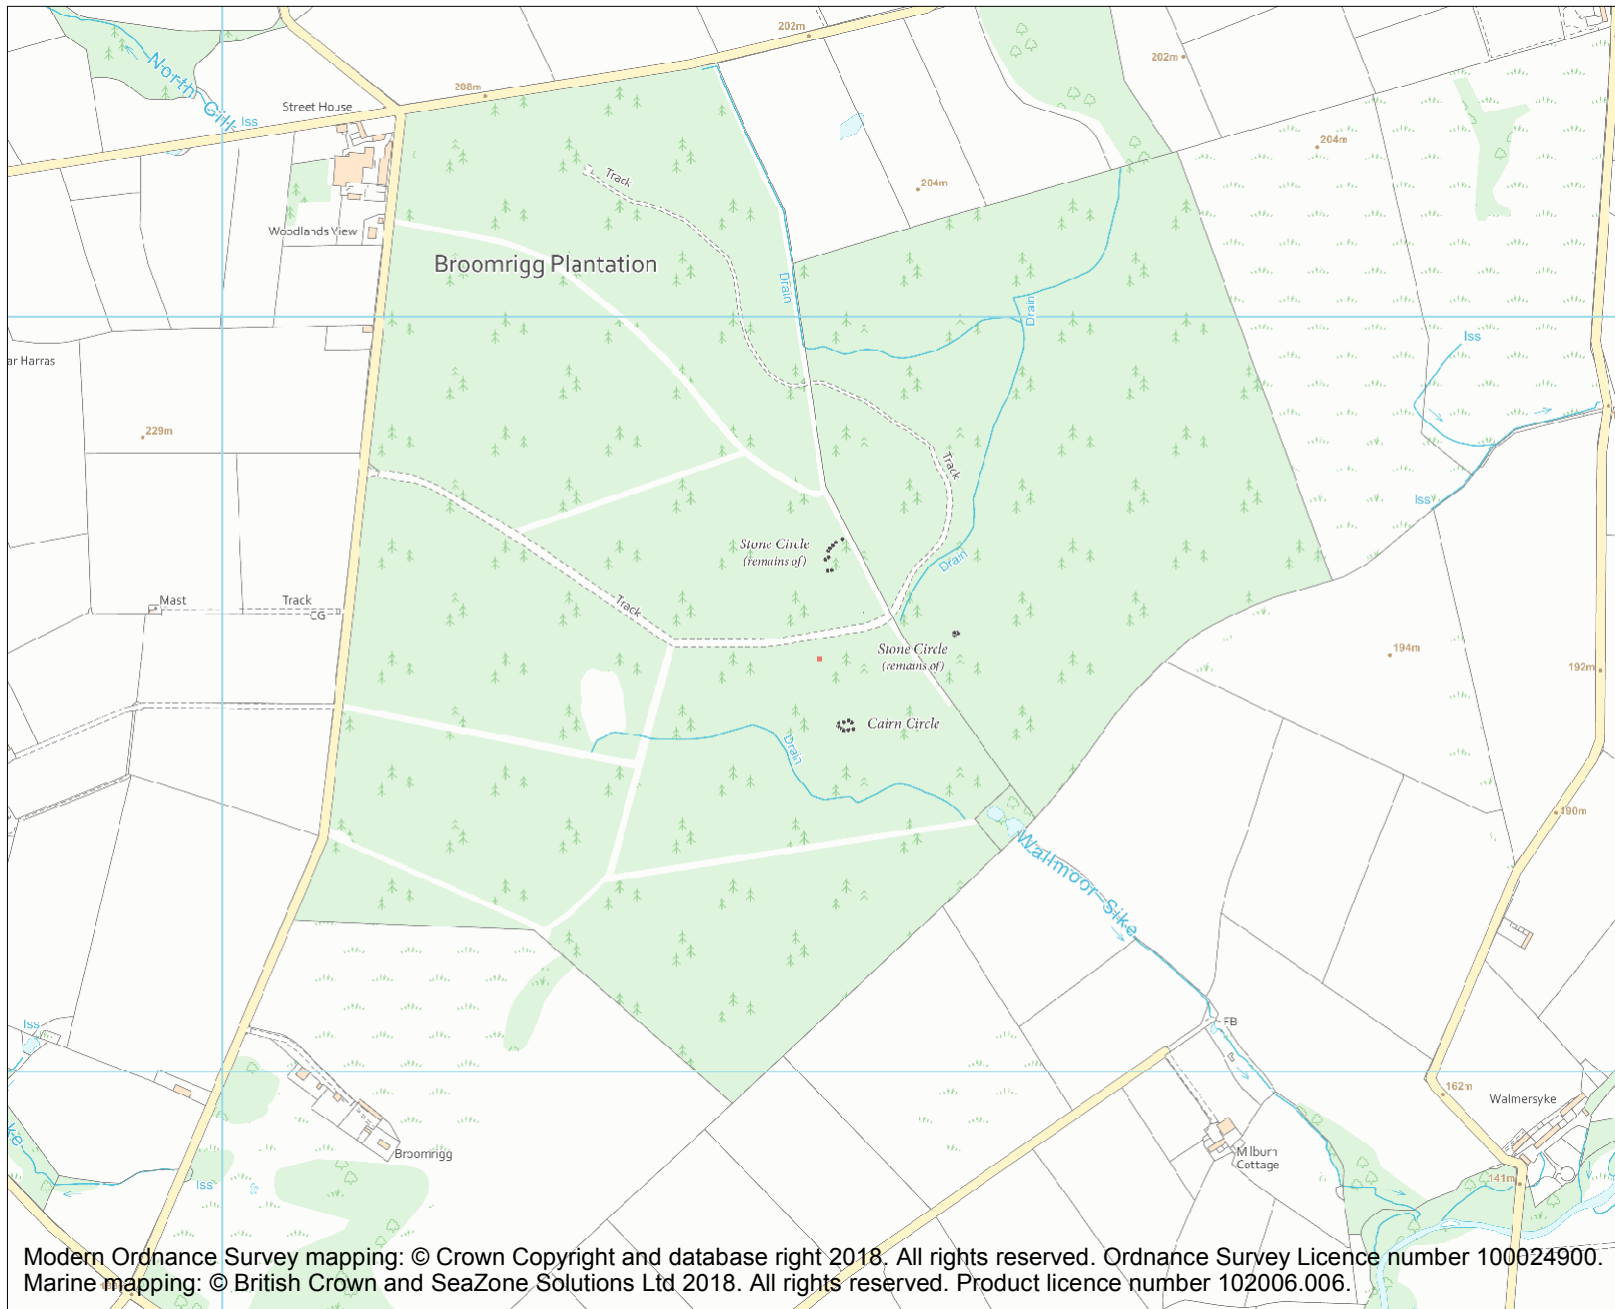 202m
202m
North Gill
208m
Street House
Iss
204m
Track
204m
Woodlands View
Broomrigg Plantation
Drain
Drain
Iss
ar Harras
229m
Track
Iss
Stone Circle
(remains of)
Drain
Mast
Track
Track
CG
Stone Circle
(remains of)
194m
192m
Cairn Circle
Drain
190m
Wallmoor Sike
Iss
FB
162m
Walmersyke
ke
Broomrigg
Milburn
Cottage
Iss
141m
Modern Ordnance Survey mapping: © Crown Copyright and database right 2018. All rights reserved. Ordnance Survey Licence number 100024900.
Marine mapping: © British Crown and SeaZone Solutions Ltd 2018. All rights reserved. Product licence number 102006.006.